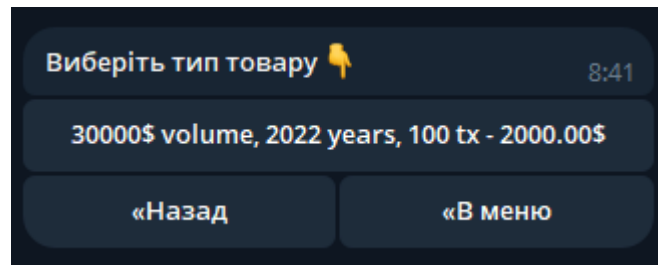 Виберіть тип товару 👇
8:41
30000$ volume, 2022 years, 100 tx - 2000.00$
«Назад
«В меню